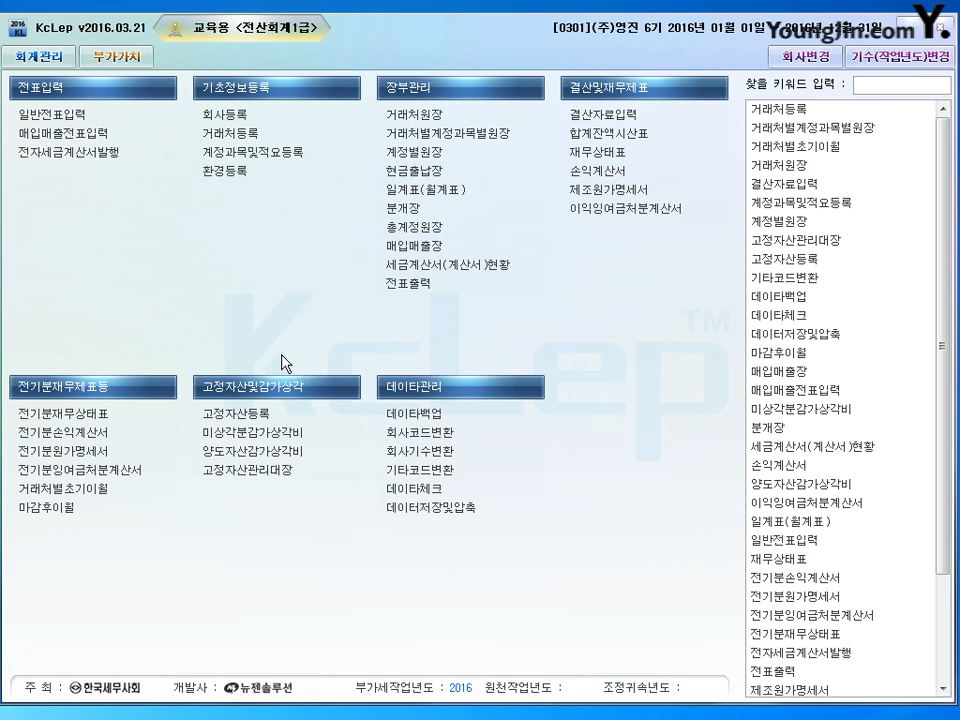 2016 KL KcLep v2016.03.21 교육용 <전산회계1급> [0301](주)영진 6기 2016년 01월 01일 2016년 12월 31일
Youngjin.com Y.
회계관리 부가가치 회사변경 기수(작업년도)변경
전표입력
일반전표입력
매입매출전표입력
전자세금계산서발행
기초정보등록
회사등록
거래처등록
계정과목및적요등록
환경등록
장부관리
거래처원장
거래처별계정과목별원장
계정별원장
현금출납장
일계표(월계표)
분개장
총계정원장
매입매출장
세금계산서(계산서)현황
전표출력
결산및재무제표
결산자료입력
합계잔액시산표
재무상태표
손익계산서
제조원가명세서
이익잉여금처분계산서
KcLep TM
전기분재무제표등
전기분재무상태표
전기분손익계산서
전기분원가명세서
전기분잉여금처분계산서
거래처별초기이월
마감후이월
고정자산및감가상각
고정자산등록
미상각분감가상각비
양도자산감가상각비
고정자산관리대장
데이타관리
데이타백업
회사코드변환
회사기수변환
기타코드변환
데이타체크
데이터저장및압축
찾을 키워드 입력 :
거래처등록
거래처별계정과목별원장
거래처별초기이월
거래처원장
결산자료입력
계정과목및적요등록
계정별원장
고정자산관리대장
고정자산등록
기타코드변환
데이타백업
데이타체크
데이터저장및압축
마감후이월
매입매출장
매입매출전표입력
미상각분감가상각비
분개장
세금계산서(계산서)현황
손익계산서
양도자산감가상각비
이익잉여금처분계산서
일계표(월계표)
일반전표입력
재무상태표
전기분손익계산서
전기분원가명세서
전기분잉여금처분계산서
전기분재무상태표
전자세금계산서발행
전표출력
제조원가명세서
주 최 : 한국세무사회 개발사 : 뉴젠솔루션 부가세작업년도 : 2016 원천작업년도 : 조정귀속년도 :